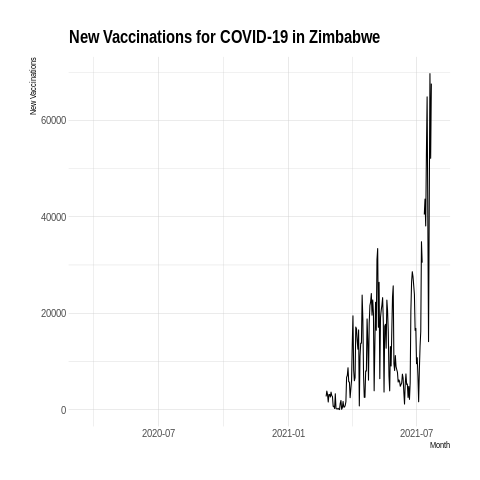 New Vaccinations for COVID-19 in Zimbabwe
New Vaccinations
60000
40000
20000
0
2020-07
2021-01
2021-07
Month